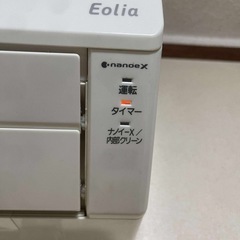 Eolia
nanoeX
運転
タイマー
ナノイーX/
内部クリーン